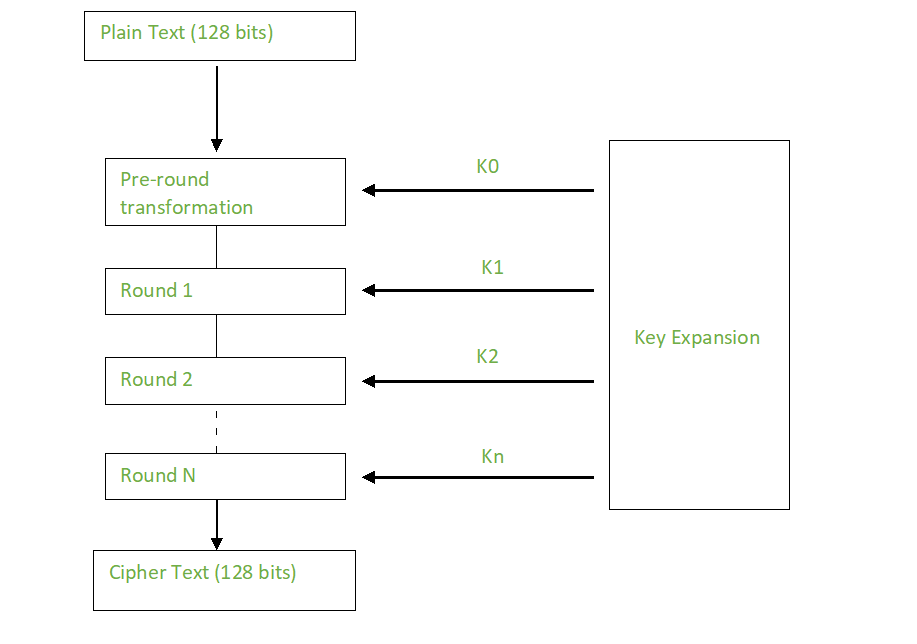 Plain Text (128 bits)
K0
Pre-round
transformation
K1
Round 1
Key Expansion
K2
Round 2
Kn
Round N
Cipher Text (128 bits)